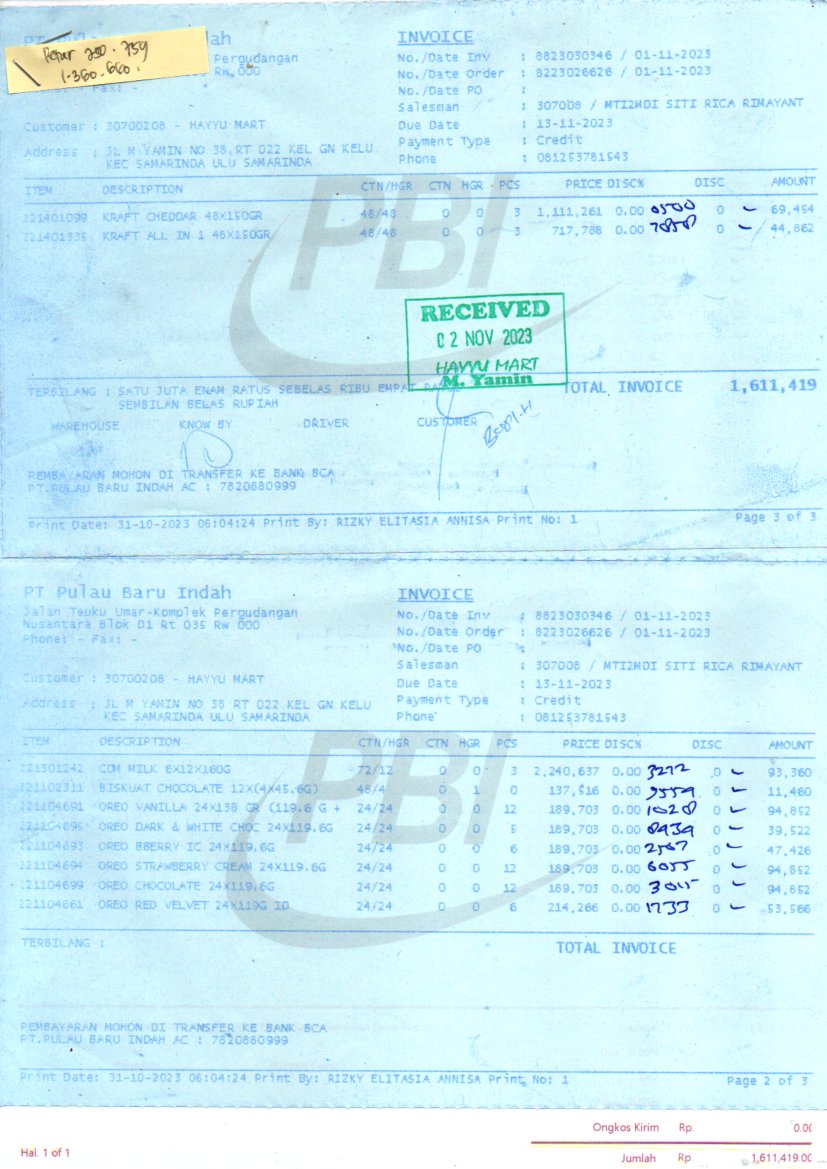 Retur 250.759
1.360.660.
INVOICE
Pergudangan
Rw 000
No./Date Inv : 8823030346 / 01-11-2023
No./Date Order : 8223026626 / 01-11-2023
No./Date PO :
Salesman : 307008 / MTI2MDI SITI RICA RIMAYANT
Customer : 30700208 - HAYYU MART
Due Date : 13-11-2023
Address : JL M YAMIN NO 38 RT 022 KEL GN KELU
Payment Type : Credit
KEC SAMARINDA ULU SAMARINDA
Phone : 081253781543
ITEM DESCRIPTION CTN/HGR CTN HGR PCS PRICE DISC% DISC AMOUNT
221401099 KRAFT CHEDDAR 48X150GR 48/48 0 0 3 1,111,261 0.00 0 69,454
221401335 KRAFT ALL IN 1 48X150GR 48/48 0 0 3 717,788 0.00 0 44,862
PBI
RECEIVED
02 NOV 2023
HAYYU MART
M. Yamin
TERBILANG : SATU JUTA ENAM RATUS SEBELAS RIBU EMPAT TOTAL INVOICE 1,611,419
SEMBILAN BELAS RUPIAH
WAREHOUSE KNOW BY DRIVER CUSTOMER
PEMBAYARAN MOHON DI TRANSFER KE BANK BCA
PT.PULAU BARU INDAH AC : 7820880999
Print Date: 31-10-2023 06:04:24 Print By: RIZKY ELITASIA ANNISA Print No: 1 Page 3 of 3
PT Pulau Baru Indah
INVOICE
Jalan Teuku Umar-Komplek Pergudangan
Nusantara Blok D1 Rt 035 Rw 000
Phone: - Fax: -
No./Date Inv : 8823030346 / 01-11-2023
No./Date Order : 8223026626 / 01-11-2023
No./Date PO :
Salesman : 307008 / MTI2MDI SITI RICA RIMAYANT
Customer : 30700208 - HAYYU MART
Due Date : 13-11-2023
Address : JL M YAMIN NO 38 RT 022 KEL GN KELU
Payment Type : Credit
KEC SAMARINDA ULU SAMARINDA
Phone : 081253781543
ITEM DESCRIPTION CTN/HGR CTN HGR PCS PRICE DISC% DISC AMOUNT
221301242 CDM MILK 6X12X160G 72/12 0 0 3 2,240,637 0.00 3272 0 93,360
221102311 BISKUAT CHOCOLATE 12X(4X45.6G) 48/4 0 1 0 137,516 0.00 9559 0 11,460
221104691 OREO VANILLA 24X138 GR (119.6 G + 24/24 0 0 12 189,703 0.00 1028 0 94,852
221104695 OREO DARK & WHITE CHOC 24X119.6G 24/24 0 0 5 189,703 0.00 8939 0 39,522
221104693 OREO BBERRY IC 24X119.6G 24/24 0 0 6 189,703 0.00 2567 0 47,426
221104694 OREO STRAWBERRY CREAM 24X119.6G 24/24 0 0 12 189,703 0.00 6055 0 94,852
221104699 OREO CHOCOLATE 24X119.6G 24/24 0 0 12 189,703 0.00 3015 0 94,852
221104661 OREO RED VELVET 24X119G ID 24/24 0 0 6 214,266 0.00 1733 0 53,566
PBI
TERBILANG : TOTAL INVOICE
PEMBAYARAN MOHON DI TRANSFER KE BANK BCA
PT.PULAU BARU INDAH AC : 7820880999
Print Date: 31-10-2023 06:04:24 Print By: RIZKY ELITASIA ANNISA Print No: 1 Page 2 of 3
Ongkos Kirim Rp. 0.00
Hal. 1 of 1
Jumlah Rp. 1,611,419.00